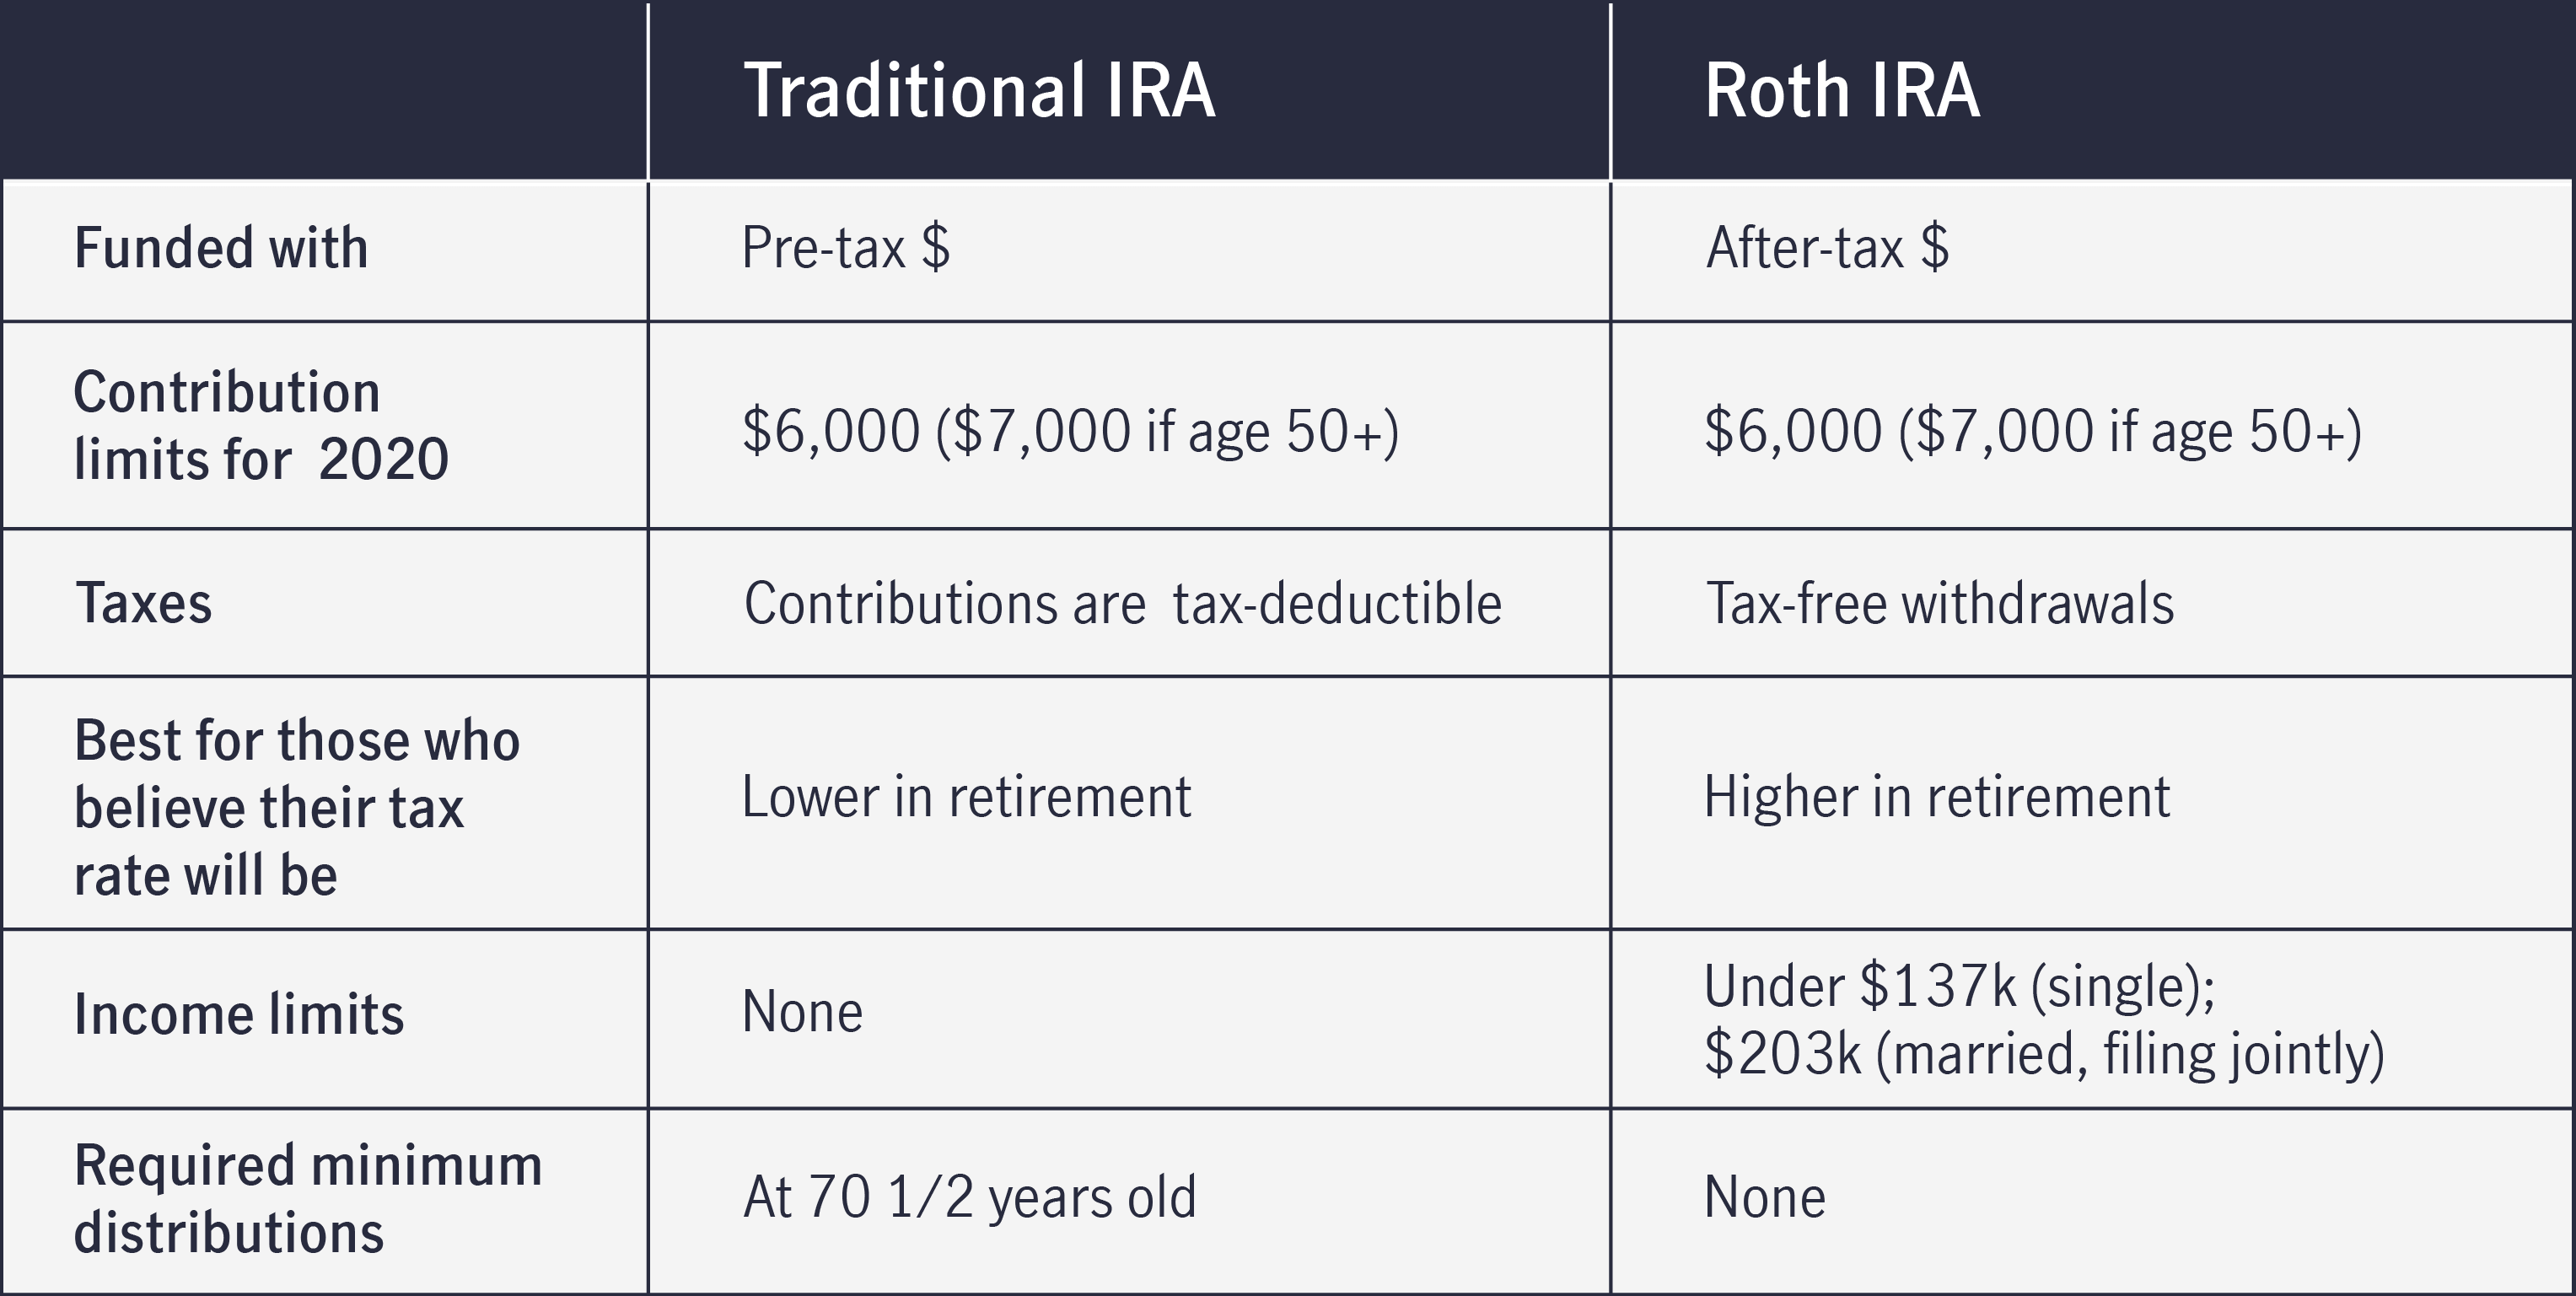 Traditional IRA
Roth IRA
Funded with
Pre-tax $
After-tax $
Contribution
limits for 2020
$6,000 ($7,000 if age 50+)
$6,000 ($7,000 if age 50+)
Taxes
Contributions are tax-deductible
Tax-free withdrawals
Best for those who
believe their tax
rate will be
Lower in retirement
Higher in retirement
Income limits
None
Under $137k (single);
$203k (married, filing jointly)
Required minimum
distributions
At 70 1/2 years old
None